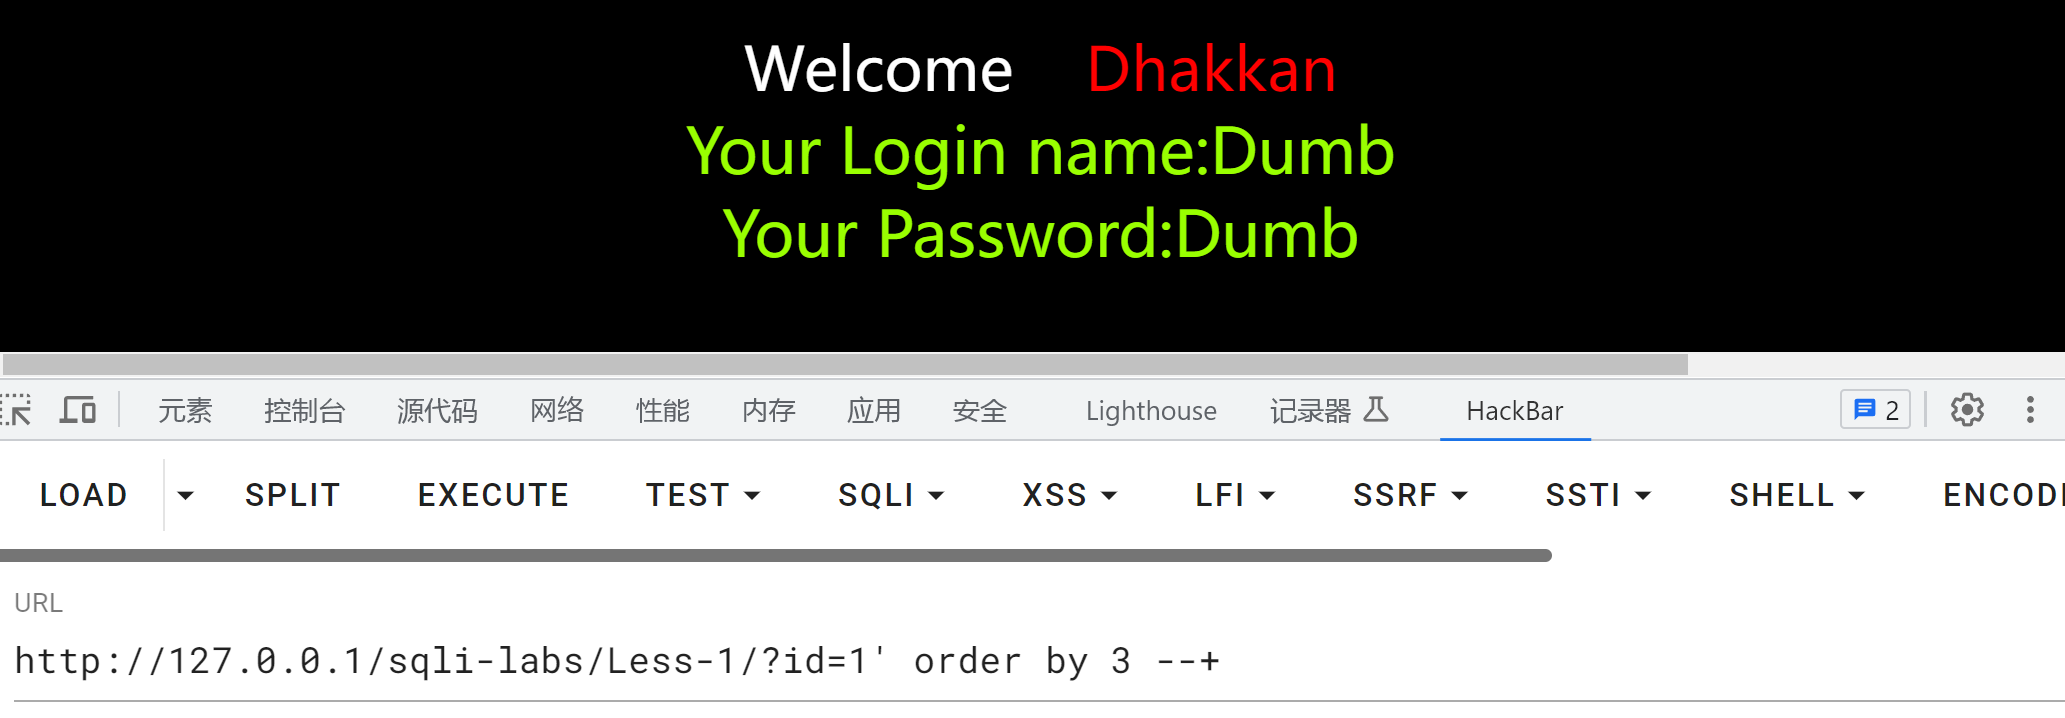 Welcome Dhakkan
Your Login name:Dumb
Your Password:Dumb
元素 控制台 源代码 网络 性能 内存 应用 安全 Lighthouse 记录器 HackBar 2
LOAD SPLIT EXECUTE TEST SQLI XSS LFI SSRF SSTI SHELL ENCODI
URL
http://127.0.0.1/sqli-labs/Less-1/?id=1' order by 3 --+